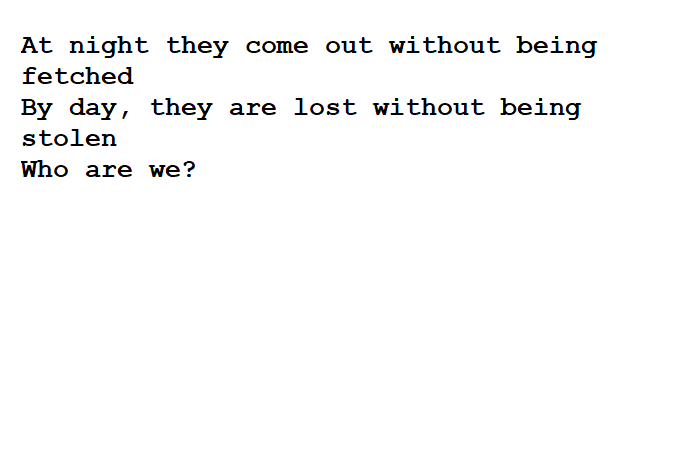 At night they come out without being
fetched
By day, they are lost without being
stolen
Who are we?